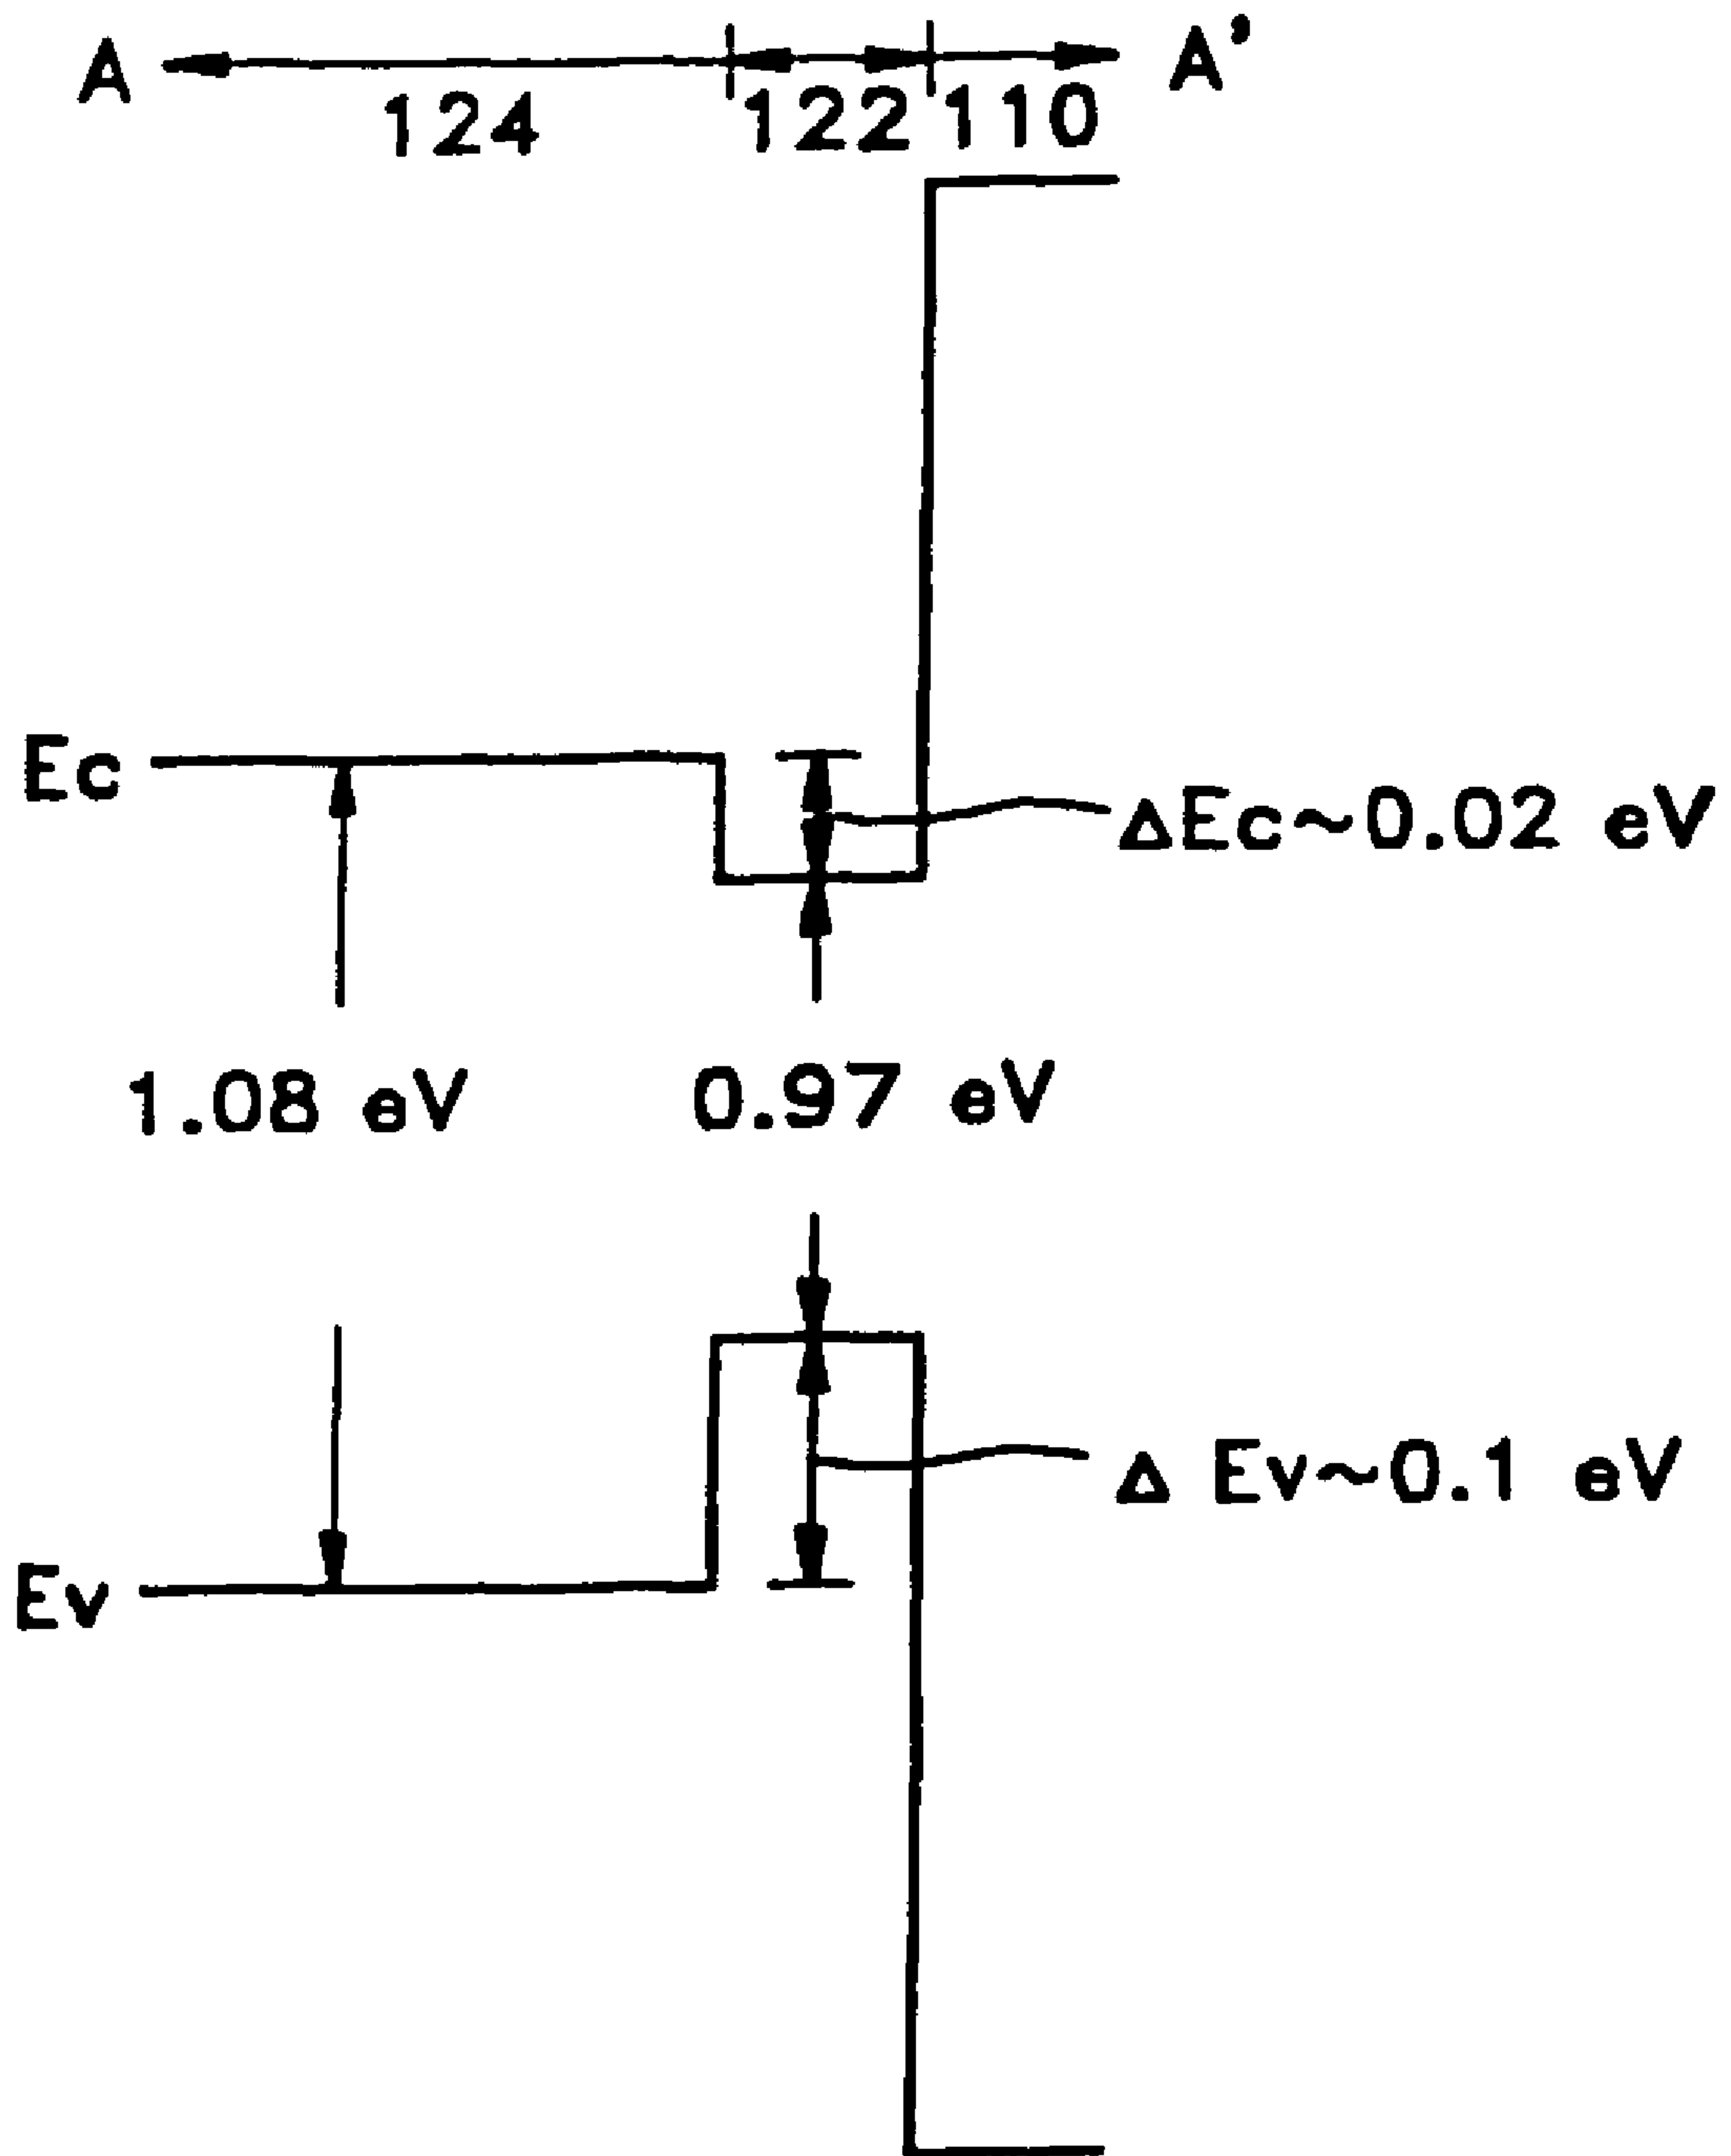 A A’
124 122 110
Ec
ΔEc~0.02 eV
1.08 eV 0.97 eV
Δ Ev~0.1 eV
Ev